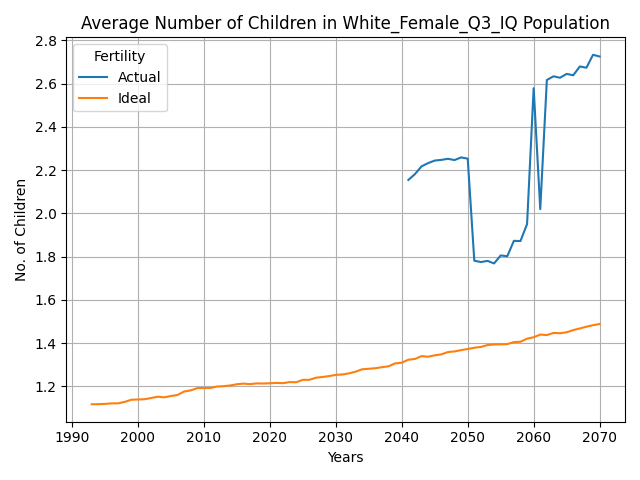 Average Number of Children in White_Female_Q3_IQ Population
2.8
2.6
2.4
2.2
2.0
1.8
1.6
1.4
1.2
No. of Children
Fertility
Actual
Ideal
1990 2000 2010 2020 2030 2040 2050 2060 2070
Years